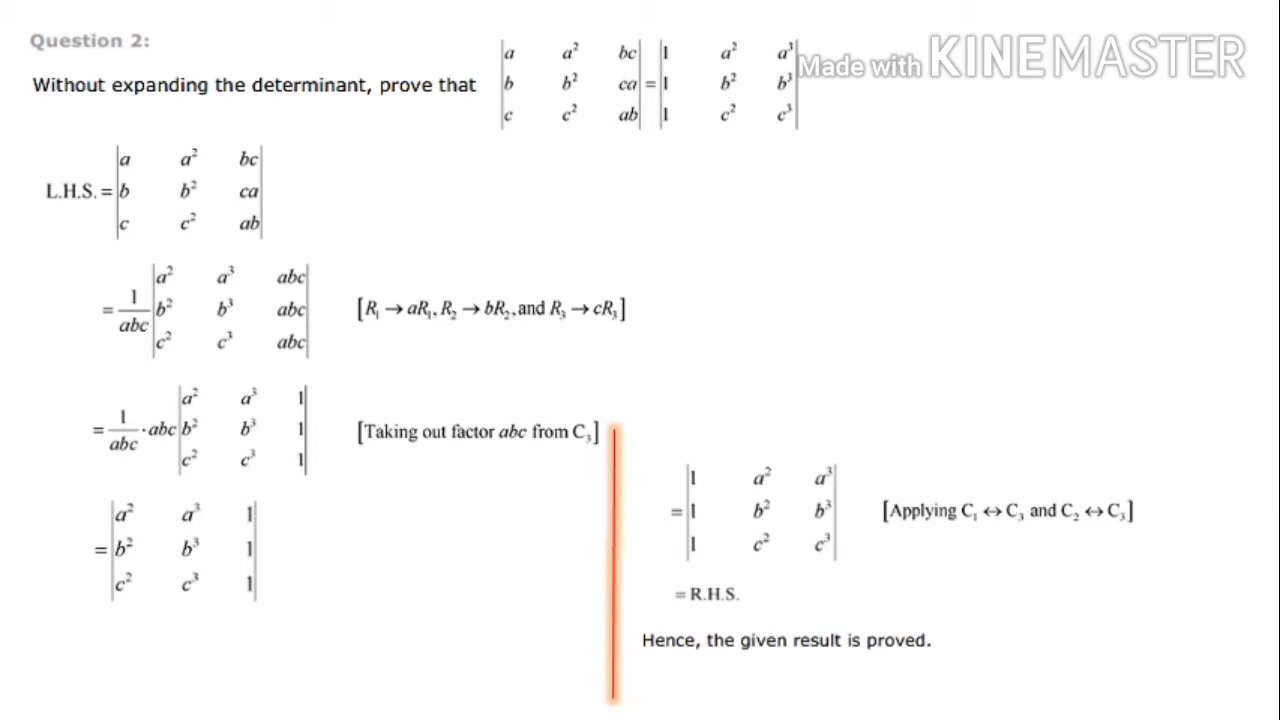 Question 2:
Made with KINEMASTER
Without expanding the determinant, prove that
|a a² bc| |1 a² a³|
|b b² ca| = |1 b² b³|
|c c² ab| |1 c² c³|
|a a² bc|
L.H.S. = |b b² ca|
|c c² ab|
|a² a³ abc|
= 1/abc |b² b³ abc| [R₁ → aR₁, R₂ → bR₂, and R₃ → cR₃]
|c² c³ abc|
|a² a³ 1|
= 1/abc · abc |b² b³ 1| [Taking out factor abc from C₃]
|c² c³ 1|
|a² a³ 1|
= |b² b³ 1|
|c² c³ 1|
|1 a² a³|
= |1 b² b³| [Applying C₁ ↔ C₃ and C₂ ↔ C₃]
|1 c² c³|
= R.H.S.
Hence, the given result is proved.